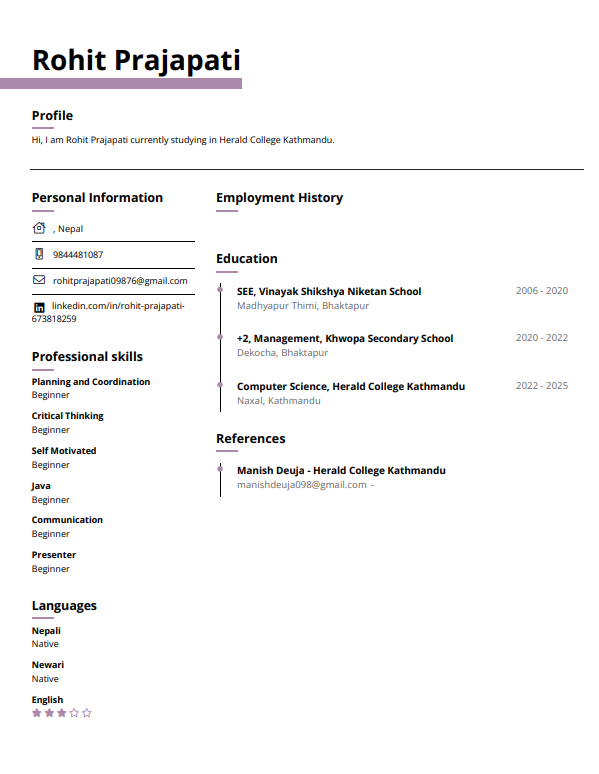 Rohit Prajapati
Profile
Hi, I am Rohit Prajapati currently studying in Herald College Kathmandu.
Personal Information
, Nepal
9844481087
rohitprajapati09876@gmail.com
linkedin.com/in/rohit-prajapati-
673818259
Professional skills
Planning and Coordination
Beginner
Critical Thinking
Beginner
Self Motivated
Beginner
Java
Beginner
Communication
Beginner
Presenter
Beginner
Languages
Nepali
Native
Newari
Native
English
Employment History
Education
SEE, Vinayak Shikshya Niketan School 2006 - 2020
Madhyapur Thimi, Bhaktapur
+2, Management, Khwopa Secondary School 2020 - 2022
Dekocha, Bhaktapur
Computer Science, Herald College Kathmandu 2022 - 2025
Naxal, Kathmandu
References
Manish Deuja - Herald College Kathmandu
manishdeuja098@gmail.com -